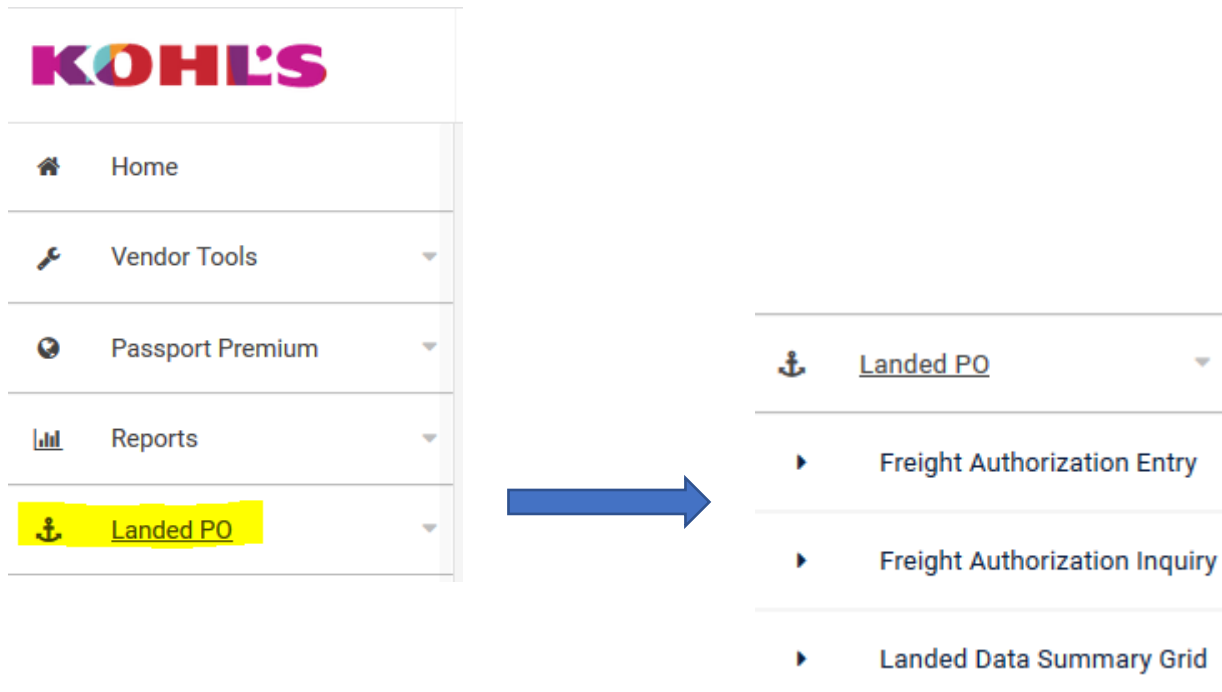 KOHL'S
Home
Vendor Tools
Passport Premium
Reports
Landed PO
Landed PO
Freight Authorization Entry
Freight Authorization Inquiry
Landed Data Summary Grid